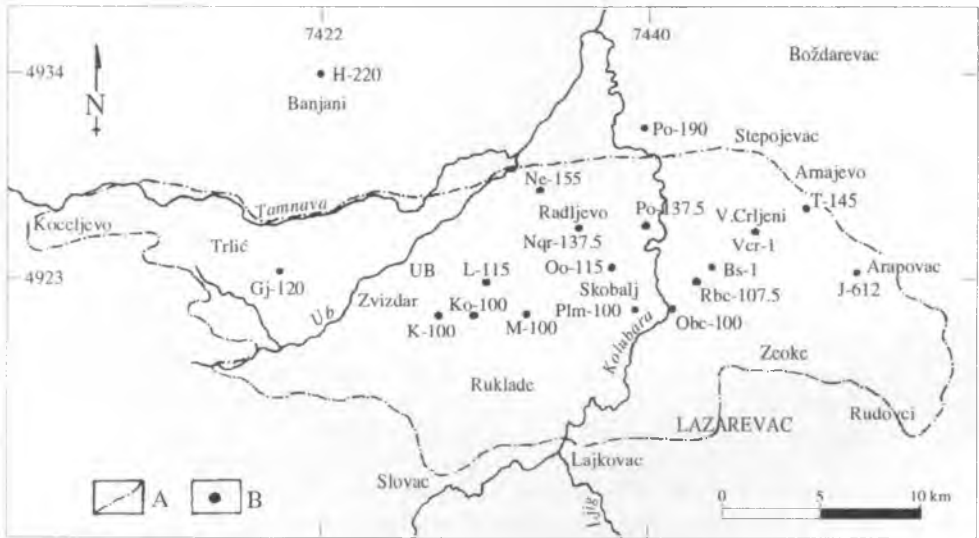 7422
7440
4934
H-220
Boždarevac
N
Banjani
Po-190
Stepojevac
Arnajevo
Ne-155
T-145
Tamnava
Koceljevo
Radljevo
Po-137.5
V.Crljeni
Trlić
Nqr-137.5
Vcr-1
4923
UB
L-115
Oo-115
Bs-1
Arapovac
Gj-120
Ub
Zvizdar
Ko-100
Skobalj
Rbc-107.5
J-612
K-100
M-100
Plm-100
Obc-100
Kolubara
Zeoke
Ruklade
Rudovci
LAZAREVAC
Lajkovac
Slovac
A
B
Ljig
0 5 10 km